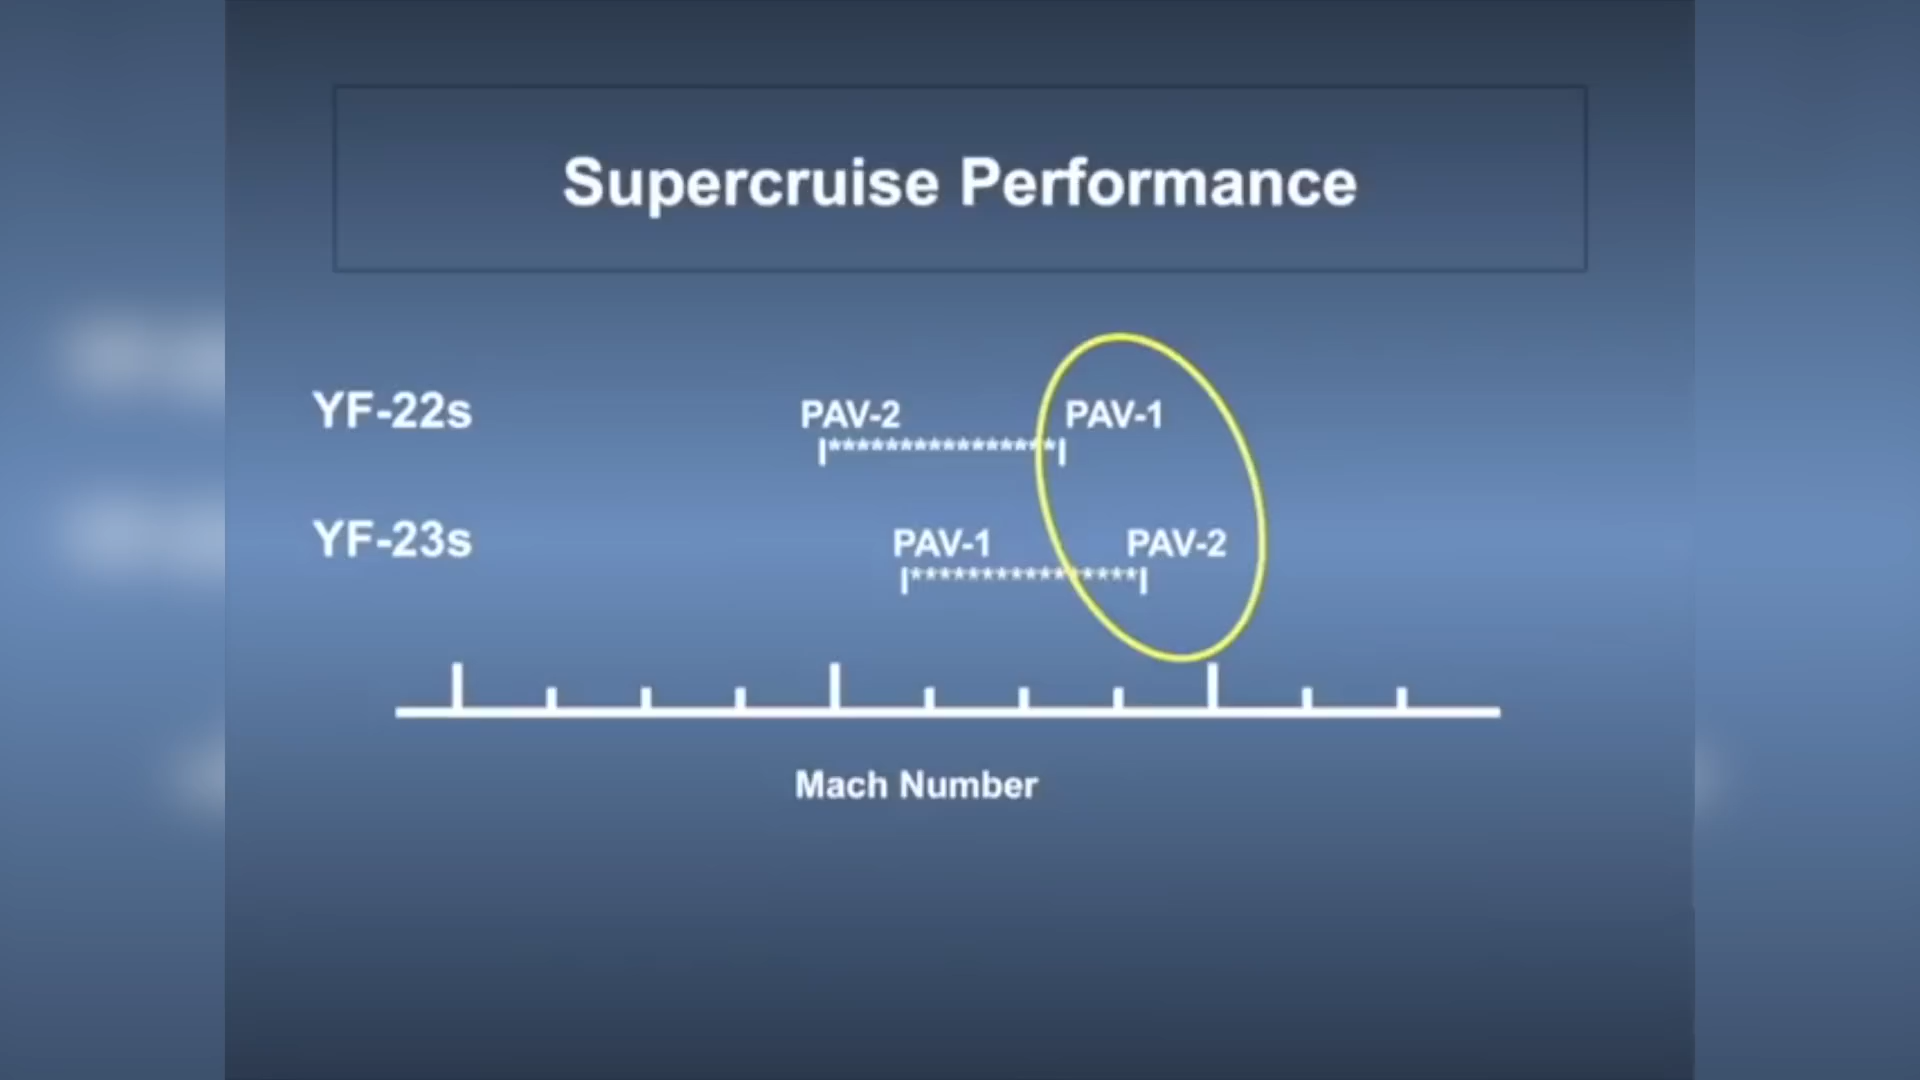 Supercruise Performance
YF-22s
PAV-2 PAV-1
|****************|
YF-23s
PAV-1 PAV-2
|****************|
Mach Number